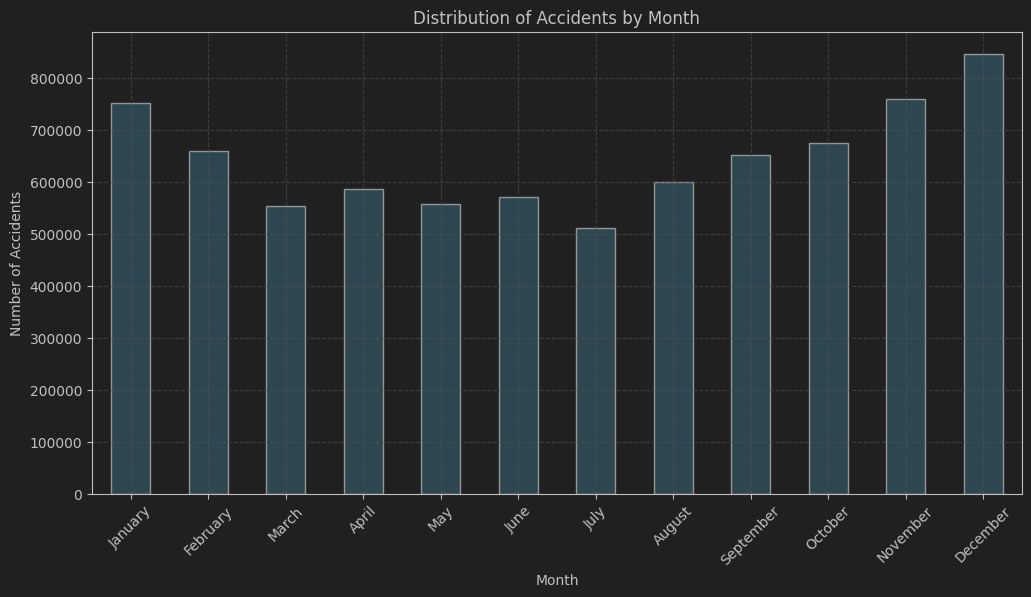 Distribution of Accidents by Month
Number of Accidents
800000
700000
600000
500000
400000
300000
200000
100000
0
January
February
March
April
May
June
July
August
September
October
November
December
Month